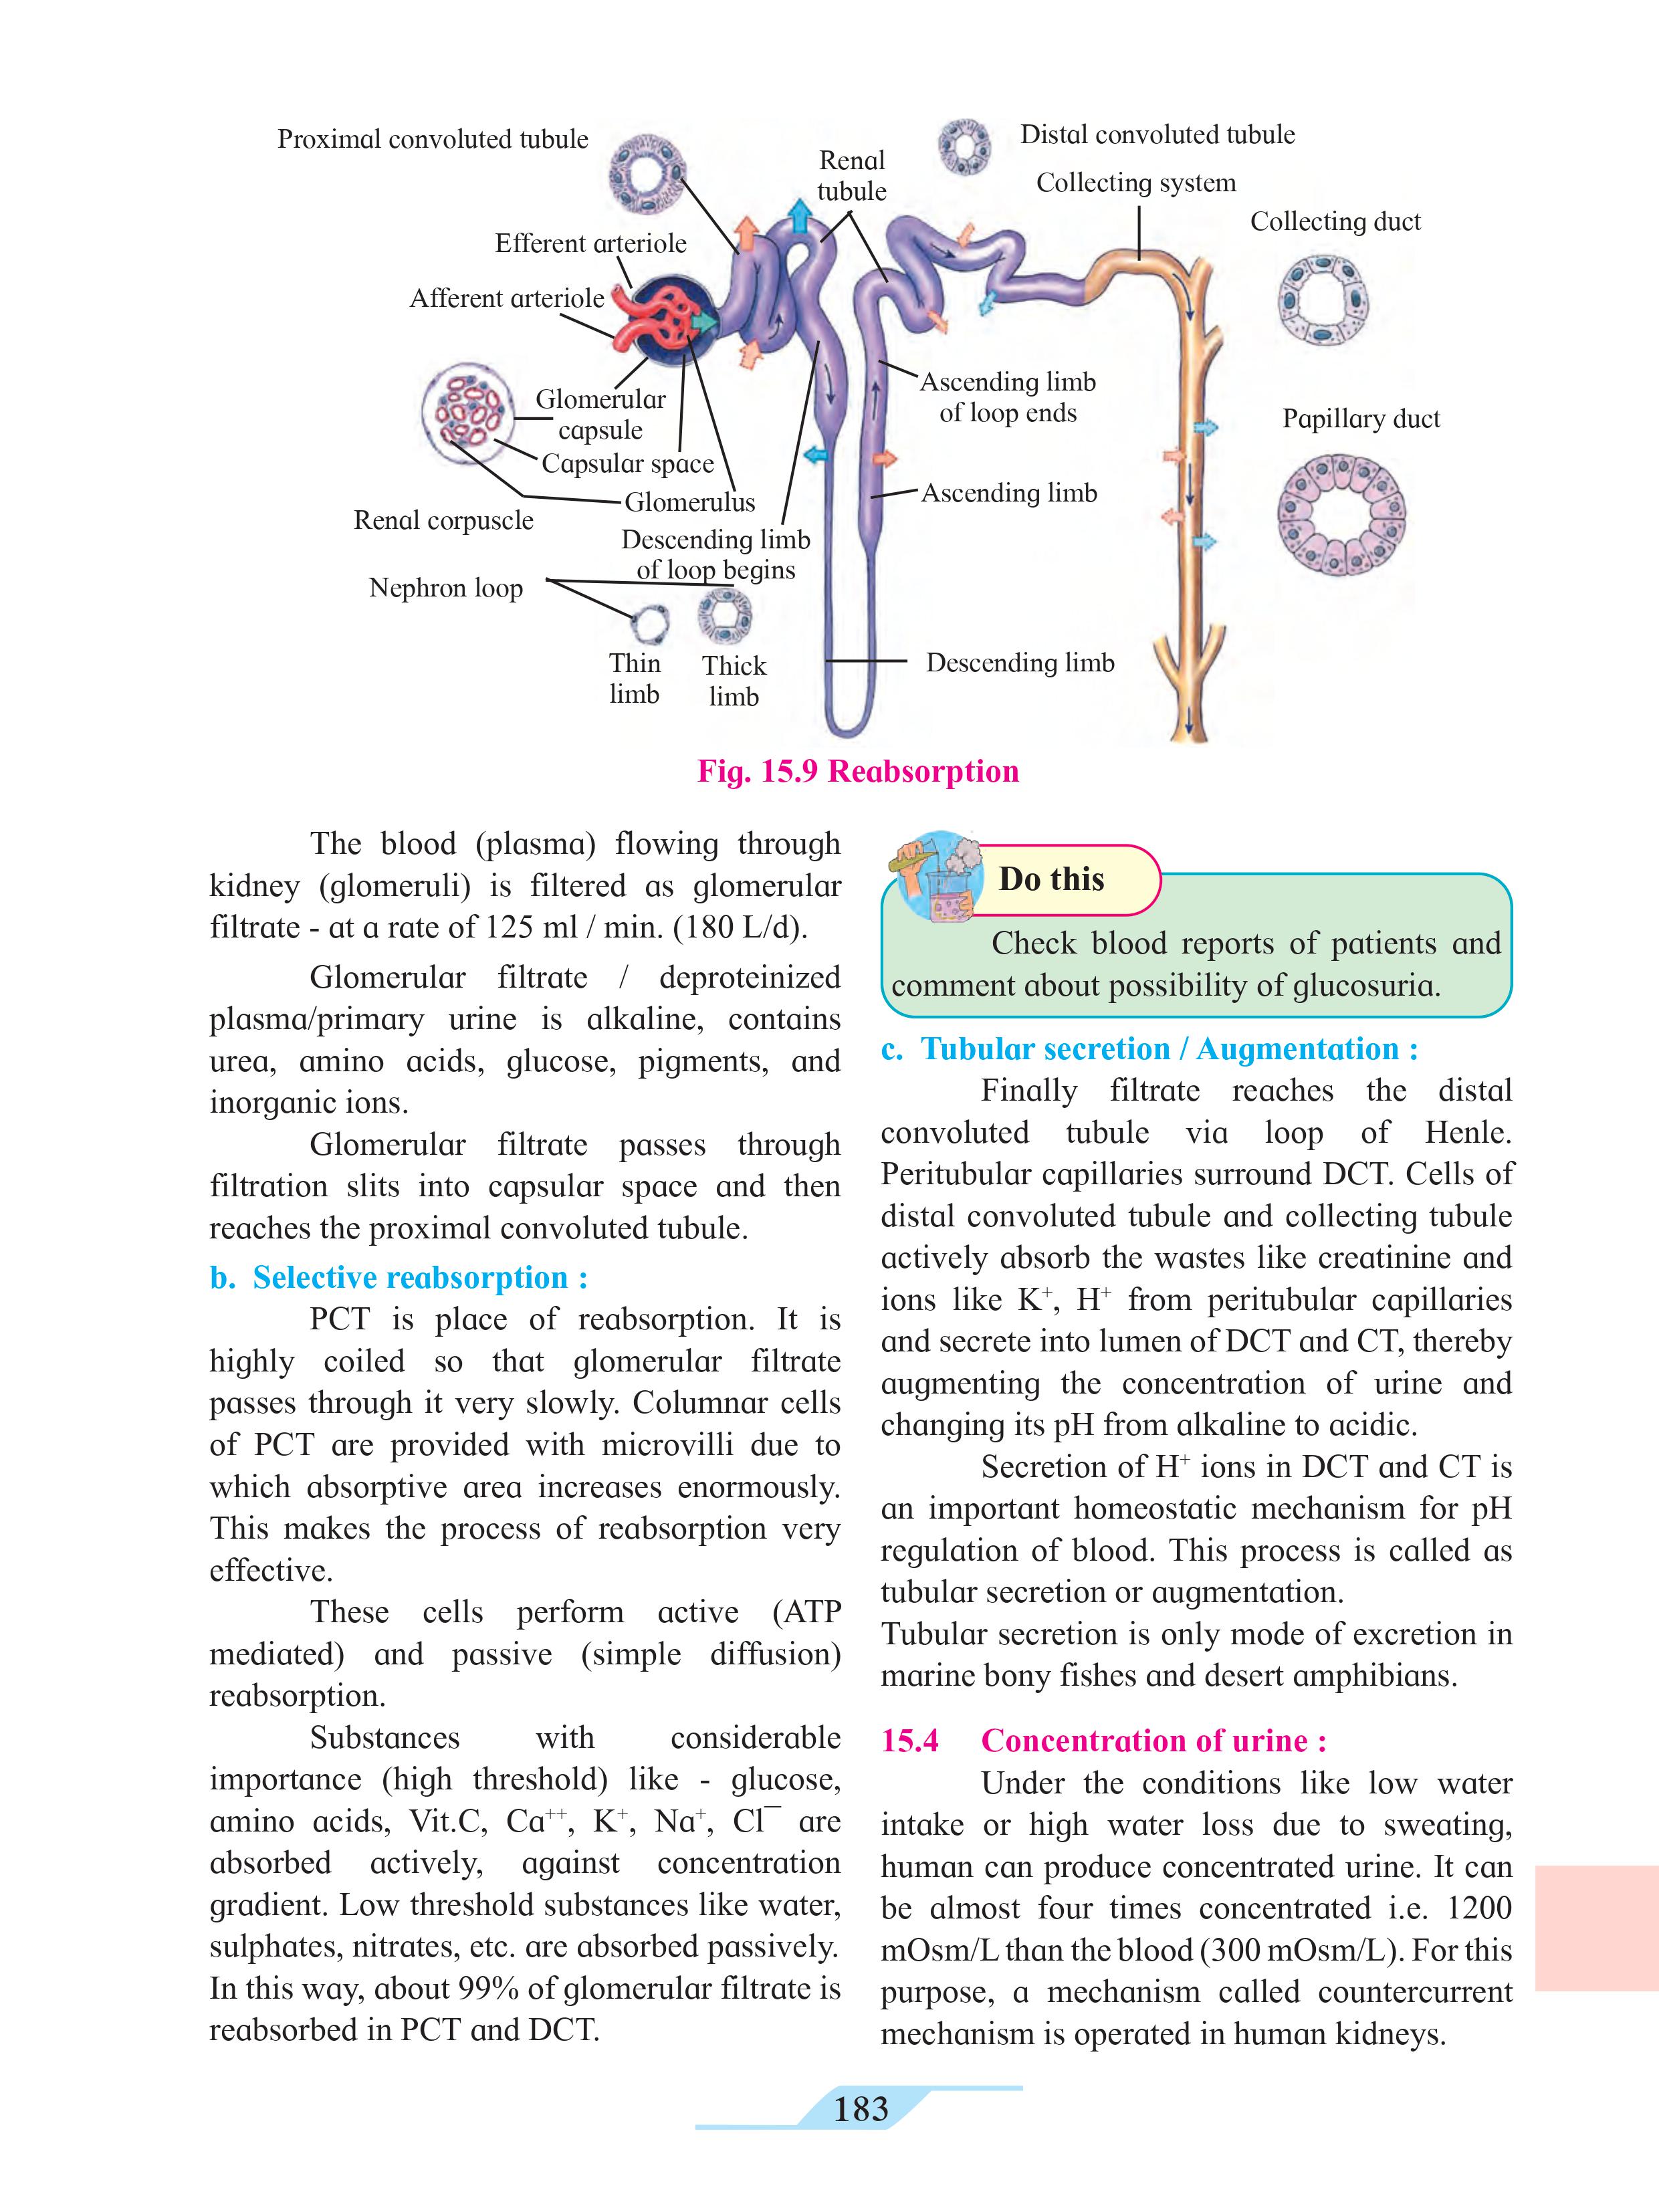 Proximal convoluted tubule
Renal
tubule
Distal convoluted tubule
Collecting system
Collecting duct
Efferent arteriole
Afferent arteriole
Glomerular
capsule
Capsular space
Glomerulus
Renal corpuscle
Descending limb
of loop begins
Nephron loop
Thin
limb
Thick
limb
Ascending limb
of loop ends
Ascending limb
Descending limb
Papillary duct
Fig. 15.9 Reabsorption
The blood (plasma) flowing through
kidney (glomeruli) is filtered as glomerular
filtrate - at a rate of 125 ml / min. (180 L/d).
Glomerular filtrate / deproteinized
plasma/primary urine is alkaline, contains
urea, amino acids, glucose, pigments, and
inorganic ions.
Glomerular filtrate passes through
filtration slits into capsular space and then
reaches the proximal convoluted tubule.
b. Selective reabsorption :
PCT is place of reabsorption. It is
highly coiled so that glomerular filtrate
passes through it very slowly. Columnar cells
of PCT are provided with microvilli due to
which absorptive area increases enormously.
This makes the process of reabsorption very
effective.
These cells perform active (ATP
mediated) and passive (simple diffusion)
reabsorption.
Substances with considerable
importance (high threshold) like - glucose,
amino acids, Vit.C, Ca⁺⁺, K⁺, Na⁺, Cl⁻ are
absorbed actively, against concentration
gradient. Low threshold substances like water,
sulphates, nitrates, etc. are absorbed passively.
In this way, about 99% of glomerular filtrate is
reabsorbed in PCT and DCT.
Do this
Check blood reports of patients and
comment about possibility of glucosuria.
c. Tubular secretion / Augmentation :
Finally filtrate reaches the distal
convoluted tubule via loop of Henle.
Peritubular capillaries surround DCT. Cells of
distal convoluted tubule and collecting tubule
actively absorb the wastes like creatinine and
ions like K⁺, H⁺ from peritubular capillaries
and secrete into lumen of DCT and CT, thereby
augmenting the concentration of urine and
changing its pH from alkaline to acidic.
Secretion of H⁺ ions in DCT and CT is
an important homeostatic mechanism for pH
regulation of blood. This process is called as
tubular secretion or augmentation.
Tubular secretion is only mode of excretion in
marine bony fishes and desert amphibians.
15.4 Concentration of urine :
Under the conditions like low water
intake or high water loss due to sweating,
human can produce concentrated urine. It can
be almost four times concentrated i.e. 1200
mOsm/L than the blood (300 mOsm/L). For this
purpose, a mechanism called countercurrent
mechanism is operated in human kidneys.
183